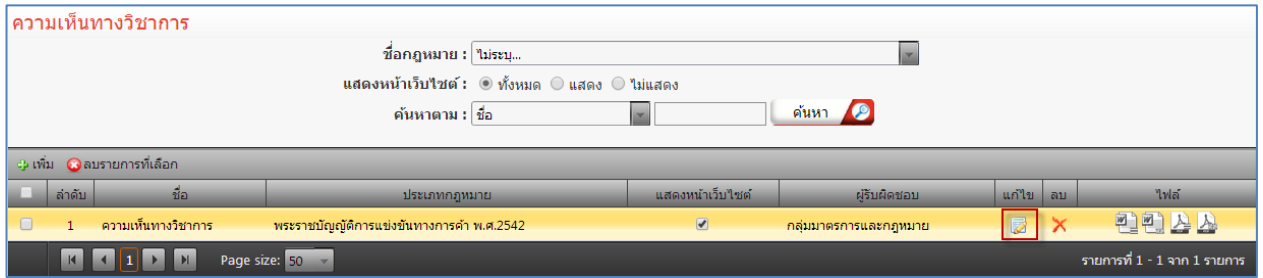 ความเห็นทางวิชาการ
ชื่อกฎหมาย : ไม่ระบุ...
แสดงหน้าเว็บไซต์ : ทั้งหมด แสดง ไม่แสดง
ค้นหาตาม : ชื่อ ค้นหา
เพิ่ม ลบรายการที่เลือก
ลำดับ ชื่อ ประเภทกฎหมาย แสดงหน้าเว็บไซต์ ผู้รับผิดชอบ แก้ไข ลบ ไฟล์
1 ความเห็นทางวิชาการ พระราชบัญญัติการแข่งขันทางการค้า พ.ศ.2542 กลุ่มมาตรการและกฎหมาย
1 Page size: 50 รายการที่ 1 - 1 จาก 1 รายการ